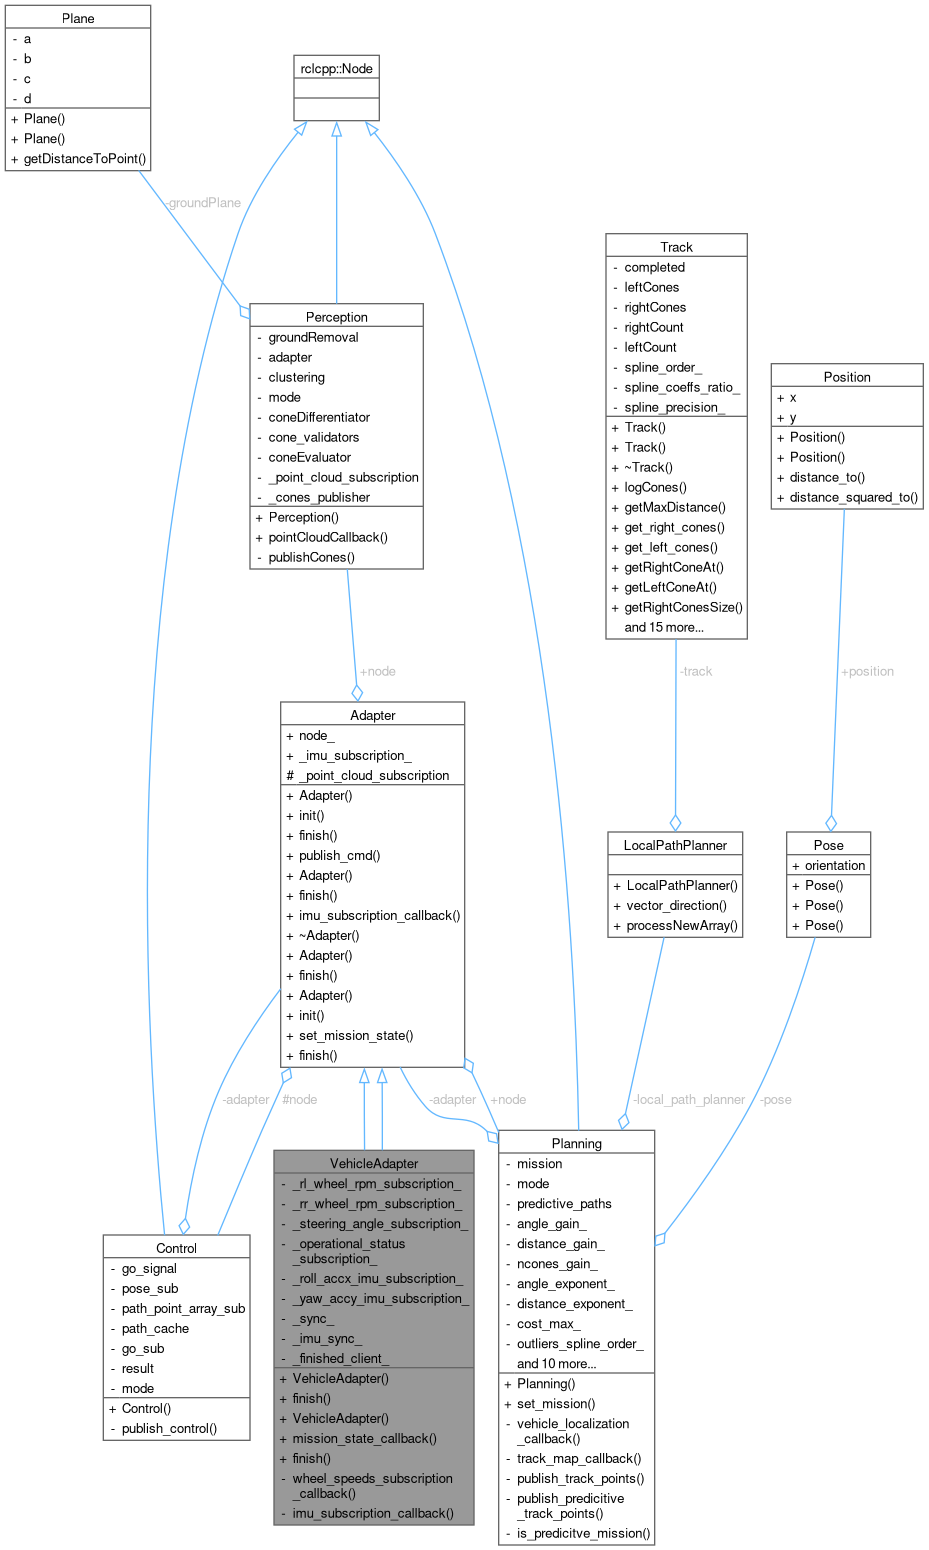 Plane
- a
- b
- c
- d
+ Plane()
+ Plane()
+ getDistanceToPoint()
rclcpp::Node
-groundPlane
Perception
- groundRemoval
- adapter
- clustering
- mode
- coneDifferentiator
- cone_validators
- coneEvaluator
- _point_cloud_subscription
- _cones_publisher
+ Perception()
+ pointCloudCallback()
- publishCones()
Track
- completed
- leftCones
- rightCones
- rightCount
- leftCount
- spline_order_
- spline_coeffs_ratio_
- spline_precision_
+ Track()
+ Track()
+ ~Track()
+ logCones()
+ getMaxDistance()
+ get_right_cones()
+ get_left_cones()
+ getRightConeAt()
+ getLeftConeAt()
+ getRightConesSize()
and 15 more...
Position
+ x
+ y
+ Position()
+ Position()
+ distance_to()
+ distance_squared_to()
+node
-track
+position
Adapter
+ node_
+ _imu_subscription_
# _point_cloud_subscription
+ Adapter()
+ init()
+ finish()
+ publish_cmd()
+ Adapter()
+ finish()
+ imu_subscription_callback()
+ ~Adapter()
+ Adapter()
+ finish()
+ Adapter()
+ init()
+ set_mission_state()
+ finish()
LocalPathPlanner
+ LocalPathPlanner()
+ vector_direction()
+ processNewArray()
Pose
+ orientation
+ Pose()
+ Pose()
+ Pose()
-adapter
#node
-adapter
+node
-local_path_planner
-pose
Control
- go_signal
- pose_sub
- path_point_array_sub
- path_cache
- go_sub
- result
- mode
+ Control()
- publish_control()
VehicleAdapter
- _rl_wheel_rpm_subscription_
- _rr_wheel_rpm_subscription_
- _steering_angle_subscription_
- _operational_status
_subscription_
- _roll_accx_imu_subscription_
- _yaw_accy_imu_subscription_
- _sync_
- _imu_sync_
- _finished_client_
+ VehicleAdapter()
+ finish()
+ VehicleAdapter()
+ mission_state_callback()
+ finish()
- wheel_speeds_subscription
_callback()
- imu_subscription_callback()
Planning
- mission
- mode
- predictive_paths
- angle_gain_
- distance_gain_
- ncones_gain_
- angle_exponent_
- distance_exponent_
- cost_max_
- outliers_spline_order_
and 10 more...
+ Planning()
+ set_mission()
- vehicle_localization
_callback()
- track_map_callback()
- publish_track_points()
- publish_predicitive
_track_points()
- is_predicitve_mission()